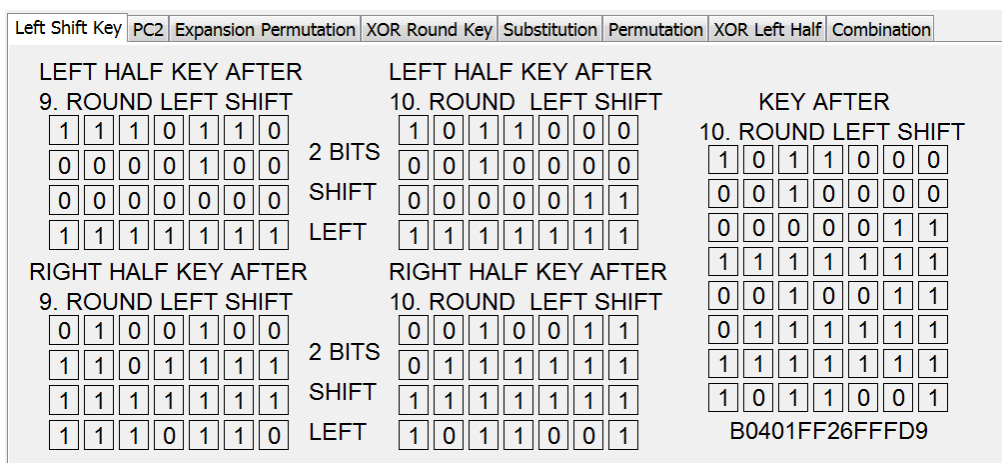 Left Shift Key PC2 Expansion Permutation XOR Round Key Substitution Permutation XOR Left Half Combination
LEFT HALF KEY AFTER
9. ROUND LEFT SHIFT
1 1 1 0 1 1 0
0 0 0 0 1 0 0
0 0 0 0 0 0 0
1 1 1 1 1 1 1
2 BITS
SHIFT
LEFT
LEFT HALF KEY AFTER
10. ROUND LEFT SHIFT
1 0 1 1 0 0 0
0 0 1 0 0 0 0
0 0 0 0 0 1 1
1 1 1 1 1 1 1
RIGHT HALF KEY AFTER
9. ROUND LEFT SHIFT
0 1 0 0 1 0 0
1 1 0 1 1 1 1
1 1 1 1 1 1 1
1 1 1 0 1 1 0
2 BITS
SHIFT
LEFT
RIGHT HALF KEY AFTER
10. ROUND LEFT SHIFT
0 0 1 0 0 1 1
0 1 1 1 1 1 1
1 1 1 1 1 1 1
1 0 1 1 0 0 1
KEY AFTER
10. ROUND LEFT SHIFT
1 0 1 1 0 0 0
0 0 1 0 0 0 0
0 0 0 0 0 1 1
1 1 1 1 1 1 1
0 0 1 0 0 1 1
0 1 1 1 1 1 1
1 1 1 1 1 1 1
1 0 1 1 0 0 1
B0401FF26FFFD9